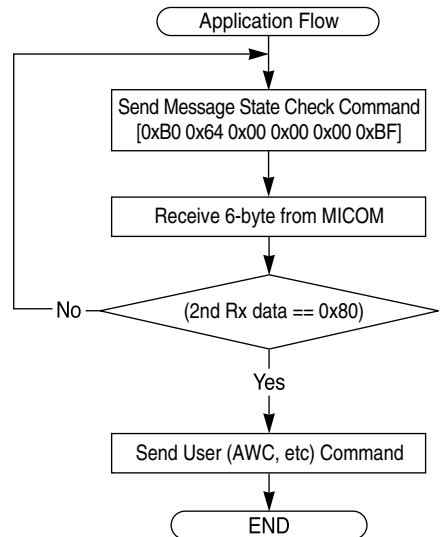 Application Flow
Send Message State Check Command
[0xB0 0x64 0x00 0x00 0x00 0xBF]
Receive 6-byte from MICOM
No
(2nd Rx data == 0x80)
Yes
Send User (AWC, etc) Command
END